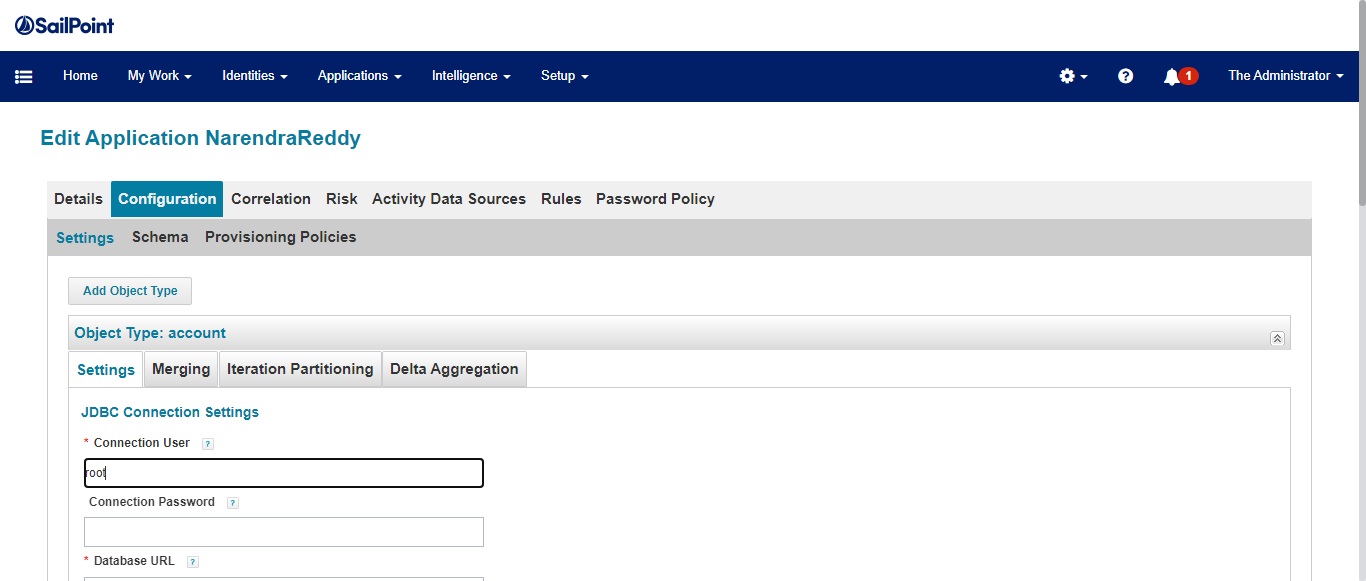 SailPoint
Home My Work Identities Applications Intelligence Setup ? 1 The Administrator
Edit Application NarendraReddy
Details Configuration Correlation Risk Activity Data Sources Rules Password Policy
Settings Schema Provisioning Policies
Add Object Type
Object Type: account
Settings Merging Iteration Partitioning Delta Aggregation
JDBC Connection Settings
* Connection User ?
root
Connection Password ?
* Database URL ?